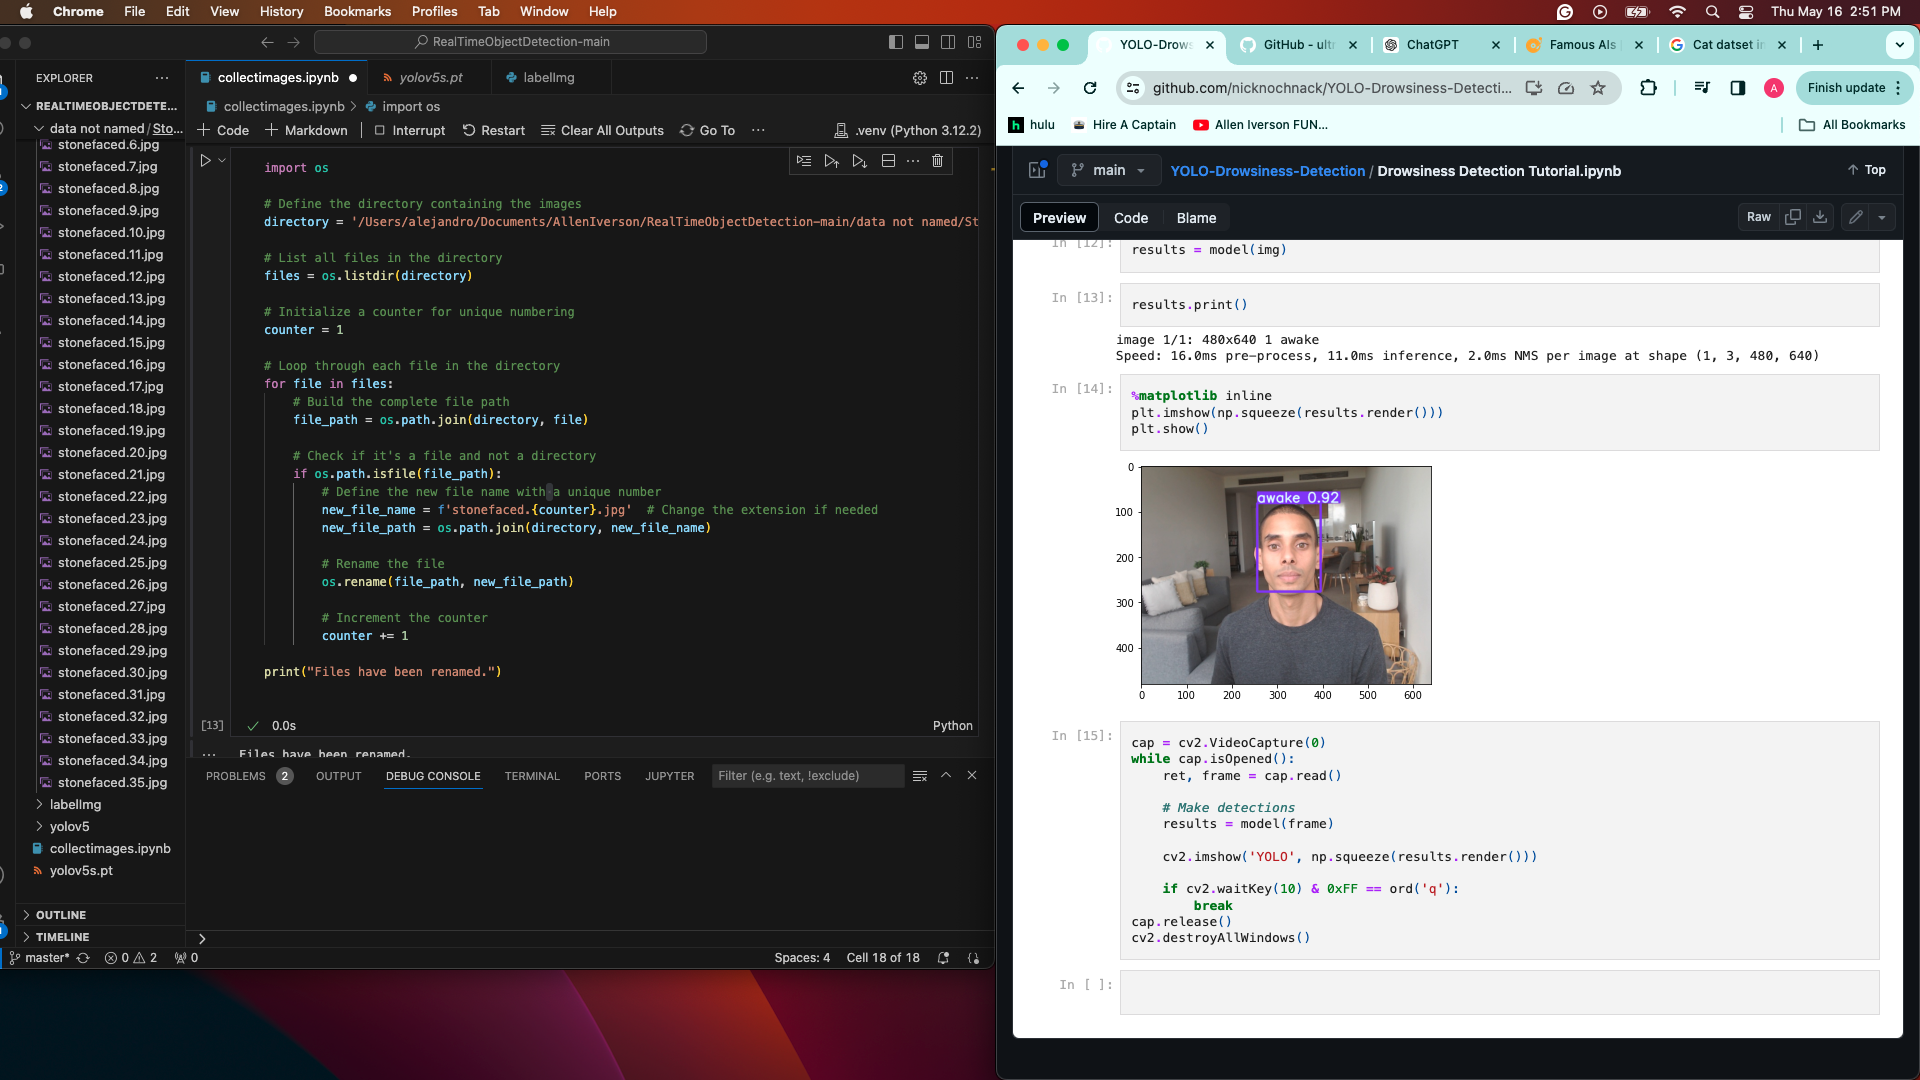 Chrome File Edit View History Bookmarks Profiles Tab Window Help
Thu May 16 2:51 PM
RealTimeObjectDetection-main
EXPLORER
REALTIMEOBJECTDETE...
data not named / Sto...
stonefaced.6.jpg
stonefaced.7.jpg
stonefaced.8.jpg
stonefaced.9.jpg
stonefaced.10.jpg
stonefaced.11.jpg
stonefaced.12.jpg
stonefaced.13.jpg
stonefaced.14.jpg
stonefaced.15.jpg
stonefaced.16.jpg
stonefaced.17.jpg
stonefaced.18.jpg
stonefaced.19.jpg
stonefaced.20.jpg
stonefaced.21.jpg
stonefaced.22.jpg
stonefaced.23.jpg
stonefaced.24.jpg
stonefaced.25.jpg
stonefaced.26.jpg
stonefaced.27.jpg
stonefaced.28.jpg
stonefaced.29.jpg
stonefaced.30.jpg
stonefaced.31.jpg
stonefaced.32.jpg
stonefaced.33.jpg
stonefaced.34.jpg
stonefaced.35.jpg
labelImg
yolov5
collectimages.ipynb
yolov5s.pt
OUTLINE
TIMELINE
collectimages.ipynb
yolov5s.pt
labelImg
collectimages.ipynb > import os
+ Code + Markdown Interrupt Restart Clear All Outputs Go To ... .venv (Python 3.12.2)
import os
# Define the directory containing the images
directory = '/Users/alejandro/Documents/AllenIverson/RealTimeObjectDetection-main/data not named/St
# List all files in the directory
files = os.listdir(directory)
# Initialize a counter for unique numbering
counter = 1
# Loop through each file in the directory
for file in files:
# Build the complete file path
file_path = os.path.join(directory, file)
# Check if it's a file and not a directory
if os.path.isfile(file_path):
# Define the new file name with a unique number
new_file_name = f'stonefaced.{counter}.jpg' # Change the extension if needed
new_file_path = os.path.join(directory, new_file_name)
# Rename the file
os.rename(file_path, new_file_path)
# Increment the counter
counter += 1
print("Files have been renamed.")
[13] 0.0s Python
... Files have been renamed.
PROBLEMS 2 OUTPUT DEBUG CONSOLE TERMINAL PORTS JUPYTER Filter (e.g. text, !exclude)
master* 0 2 0 Spaces: 4 Cell 18 of 18
YOLO-Drows
GitHub - ultr
ChatGPT
Famous Als
Cat datset in
github.com/nicknochnack/YOLO-Drowsiness-Detecti...
A
Finish update
hulu Hire A Captain Allen Iverson FUN... All Bookmarks
main YOLO-Drowsiness-Detection / Drowsiness Detection Tutorial.ipynb Top
Preview Code Blame Raw
In [12]: results = model(img)
In [13]: results.print()
image 1/1: 480x640 1 awake
Speed: 16.0ms pre-process, 11.0ms inference, 2.0ms NMS per image at shape (1, 3, 480, 640)
In [14]: %matplotlib inline
plt.imshow(np.squeeze(results.render()))
plt.show()
awake 0.92
0
100
200
300
400
0 100 200 300 400 500 600
In [15]: cap = cv2.VideoCapture(0)
while cap.isOpened():
ret, frame = cap.read()
# Make detections
results = model(frame)
cv2.imshow('YOLO', np.squeeze(results.render()))
if cv2.waitKey(10) & 0xFF == ord('q'):
break
cap.release()
cv2.destroyAllWindows()
In [ ]: